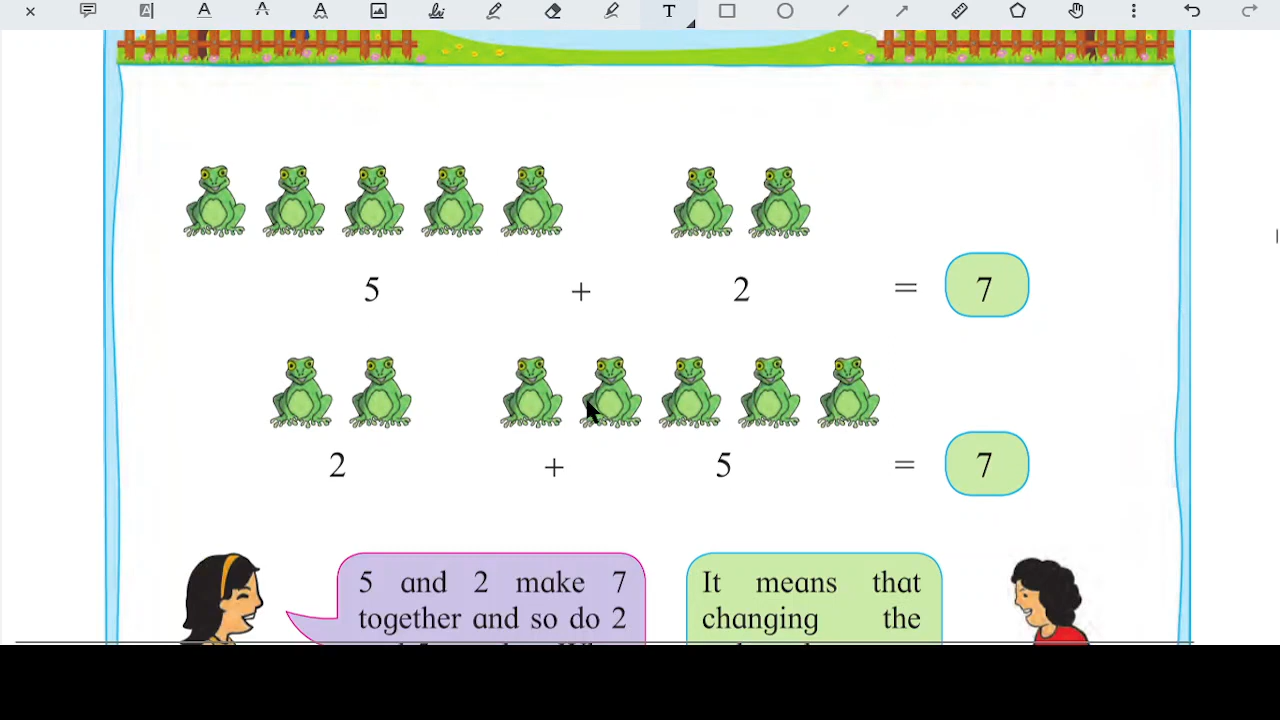 5 + 2 = 7
2 + 5 = 7
5 and 2 make 7
together and so do 2
It means that
changing the